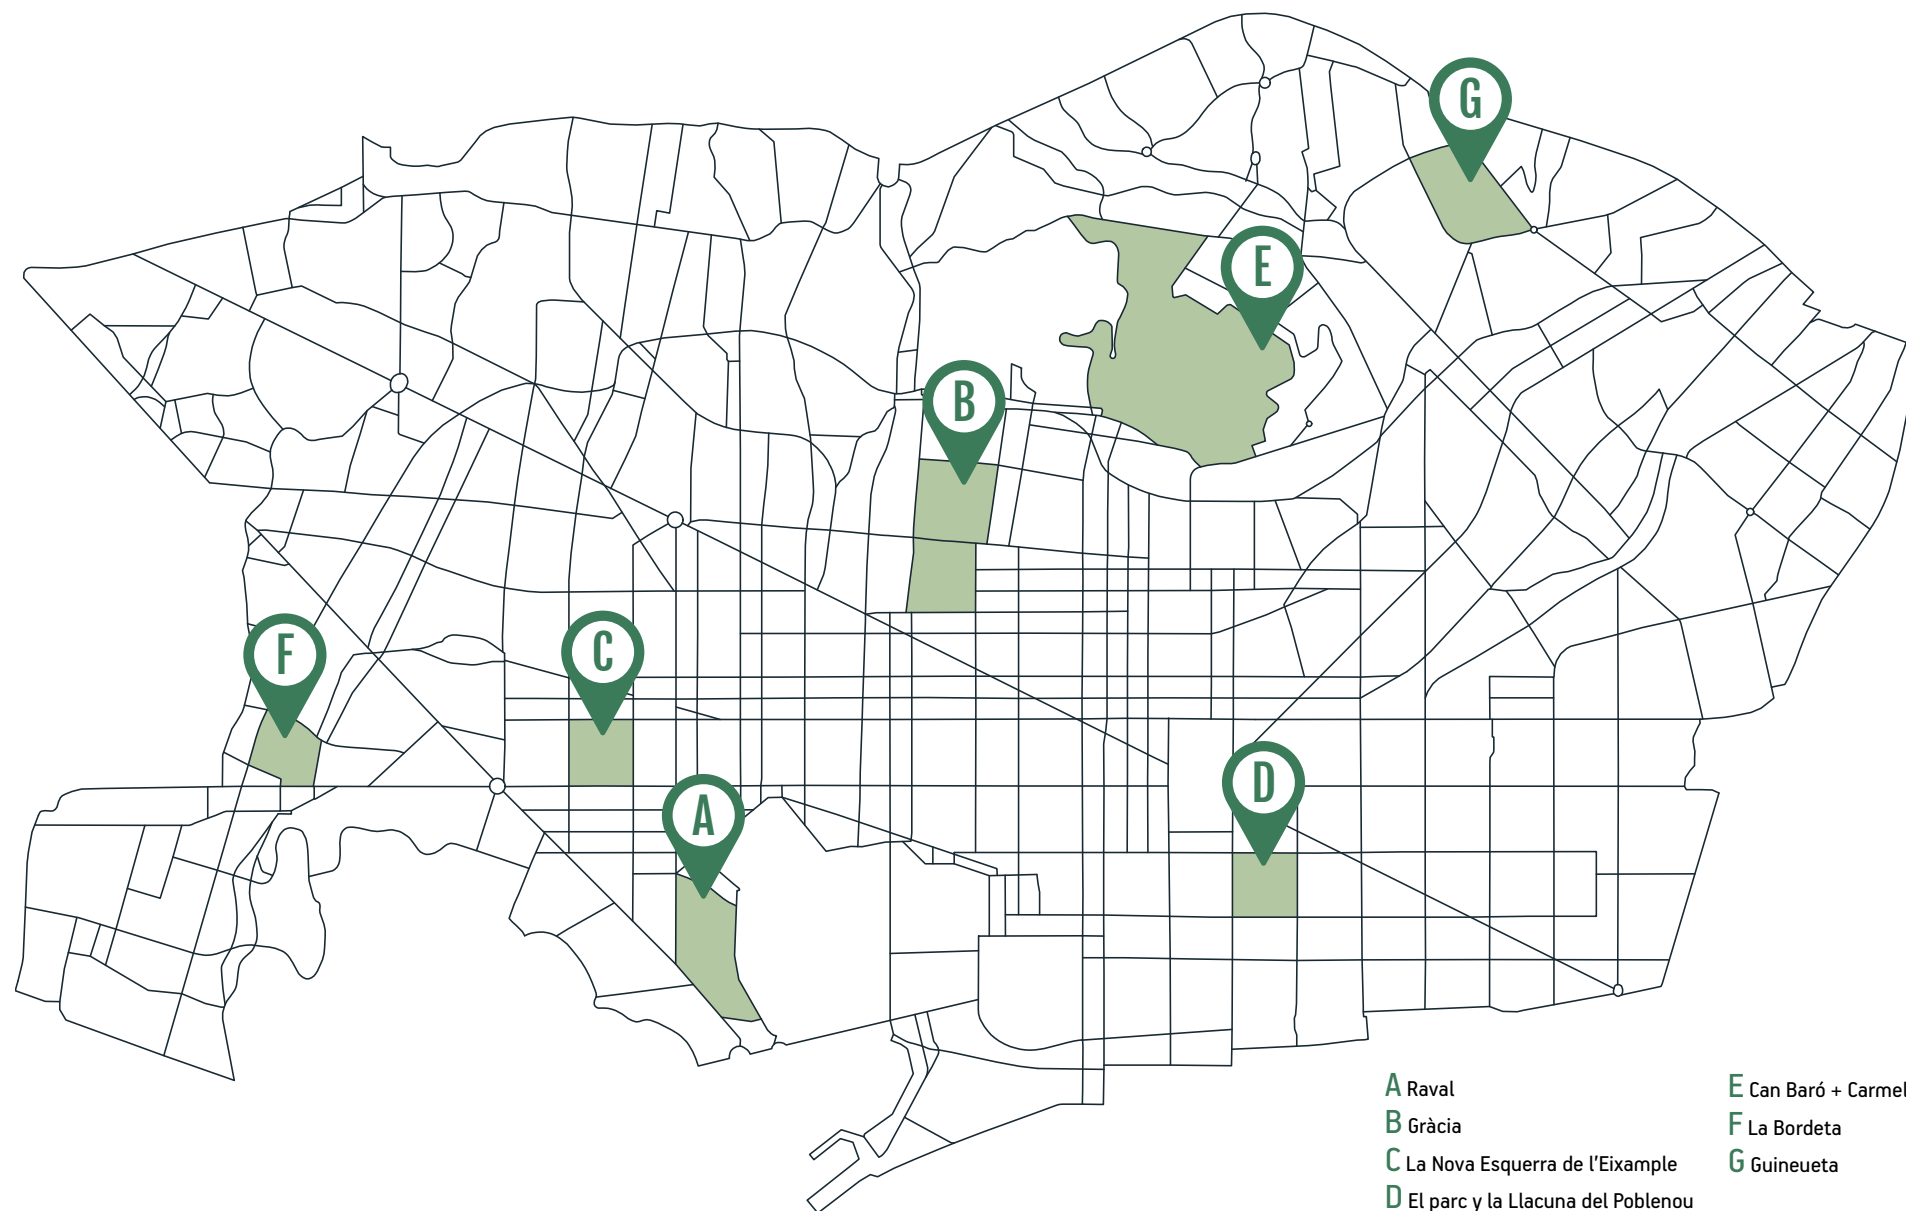 G
E
B
F
C
D
A
A Raval
B Gràcia
C La Nova Esquerra de l'Eixample
D El parc y la Llacuna del Poblenou
E Can Baró + Carmel
F La Bordeta
G Guineueta